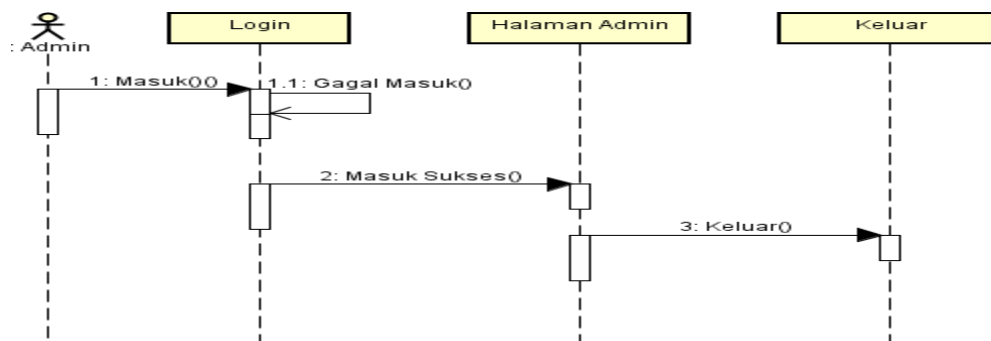 : Admin
Login
Halaman Admin
Keluar
1: Masuk()()
1.1: Gagal Masuk()
2: Masuk Sukses()
3: Keluar()